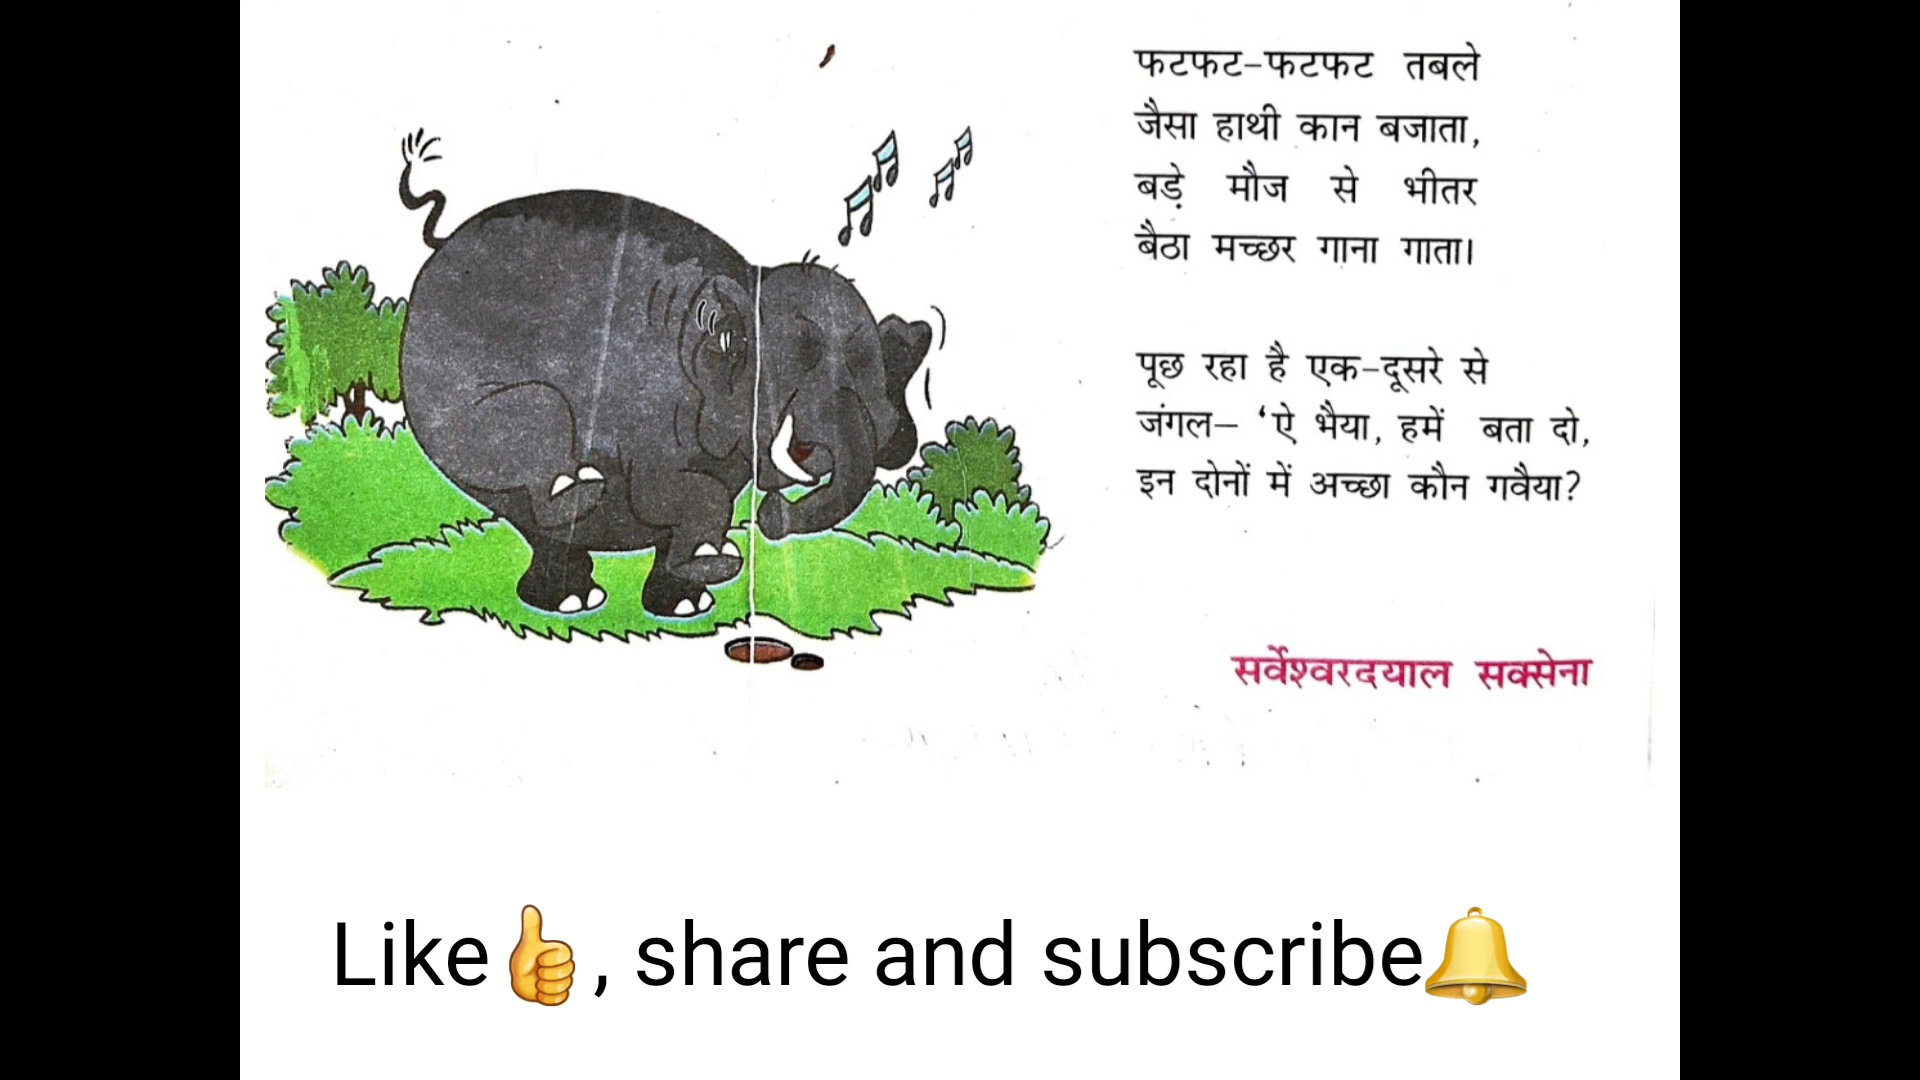 फटफट-फटफट तबले
जैसा हाथी कान बजाता,
बड़े मौज से भीतर
बैठा मच्छर गाना गाता।
पूछ रहा है एक-दूसरे से
जंगल– ‘ऐ भैया, हमें बता दो,
इन दोनों में अच्छा कौन गवैया?
सर्वेश्वरदयाल सक्सेना
Like👍, share and subscribe🔔